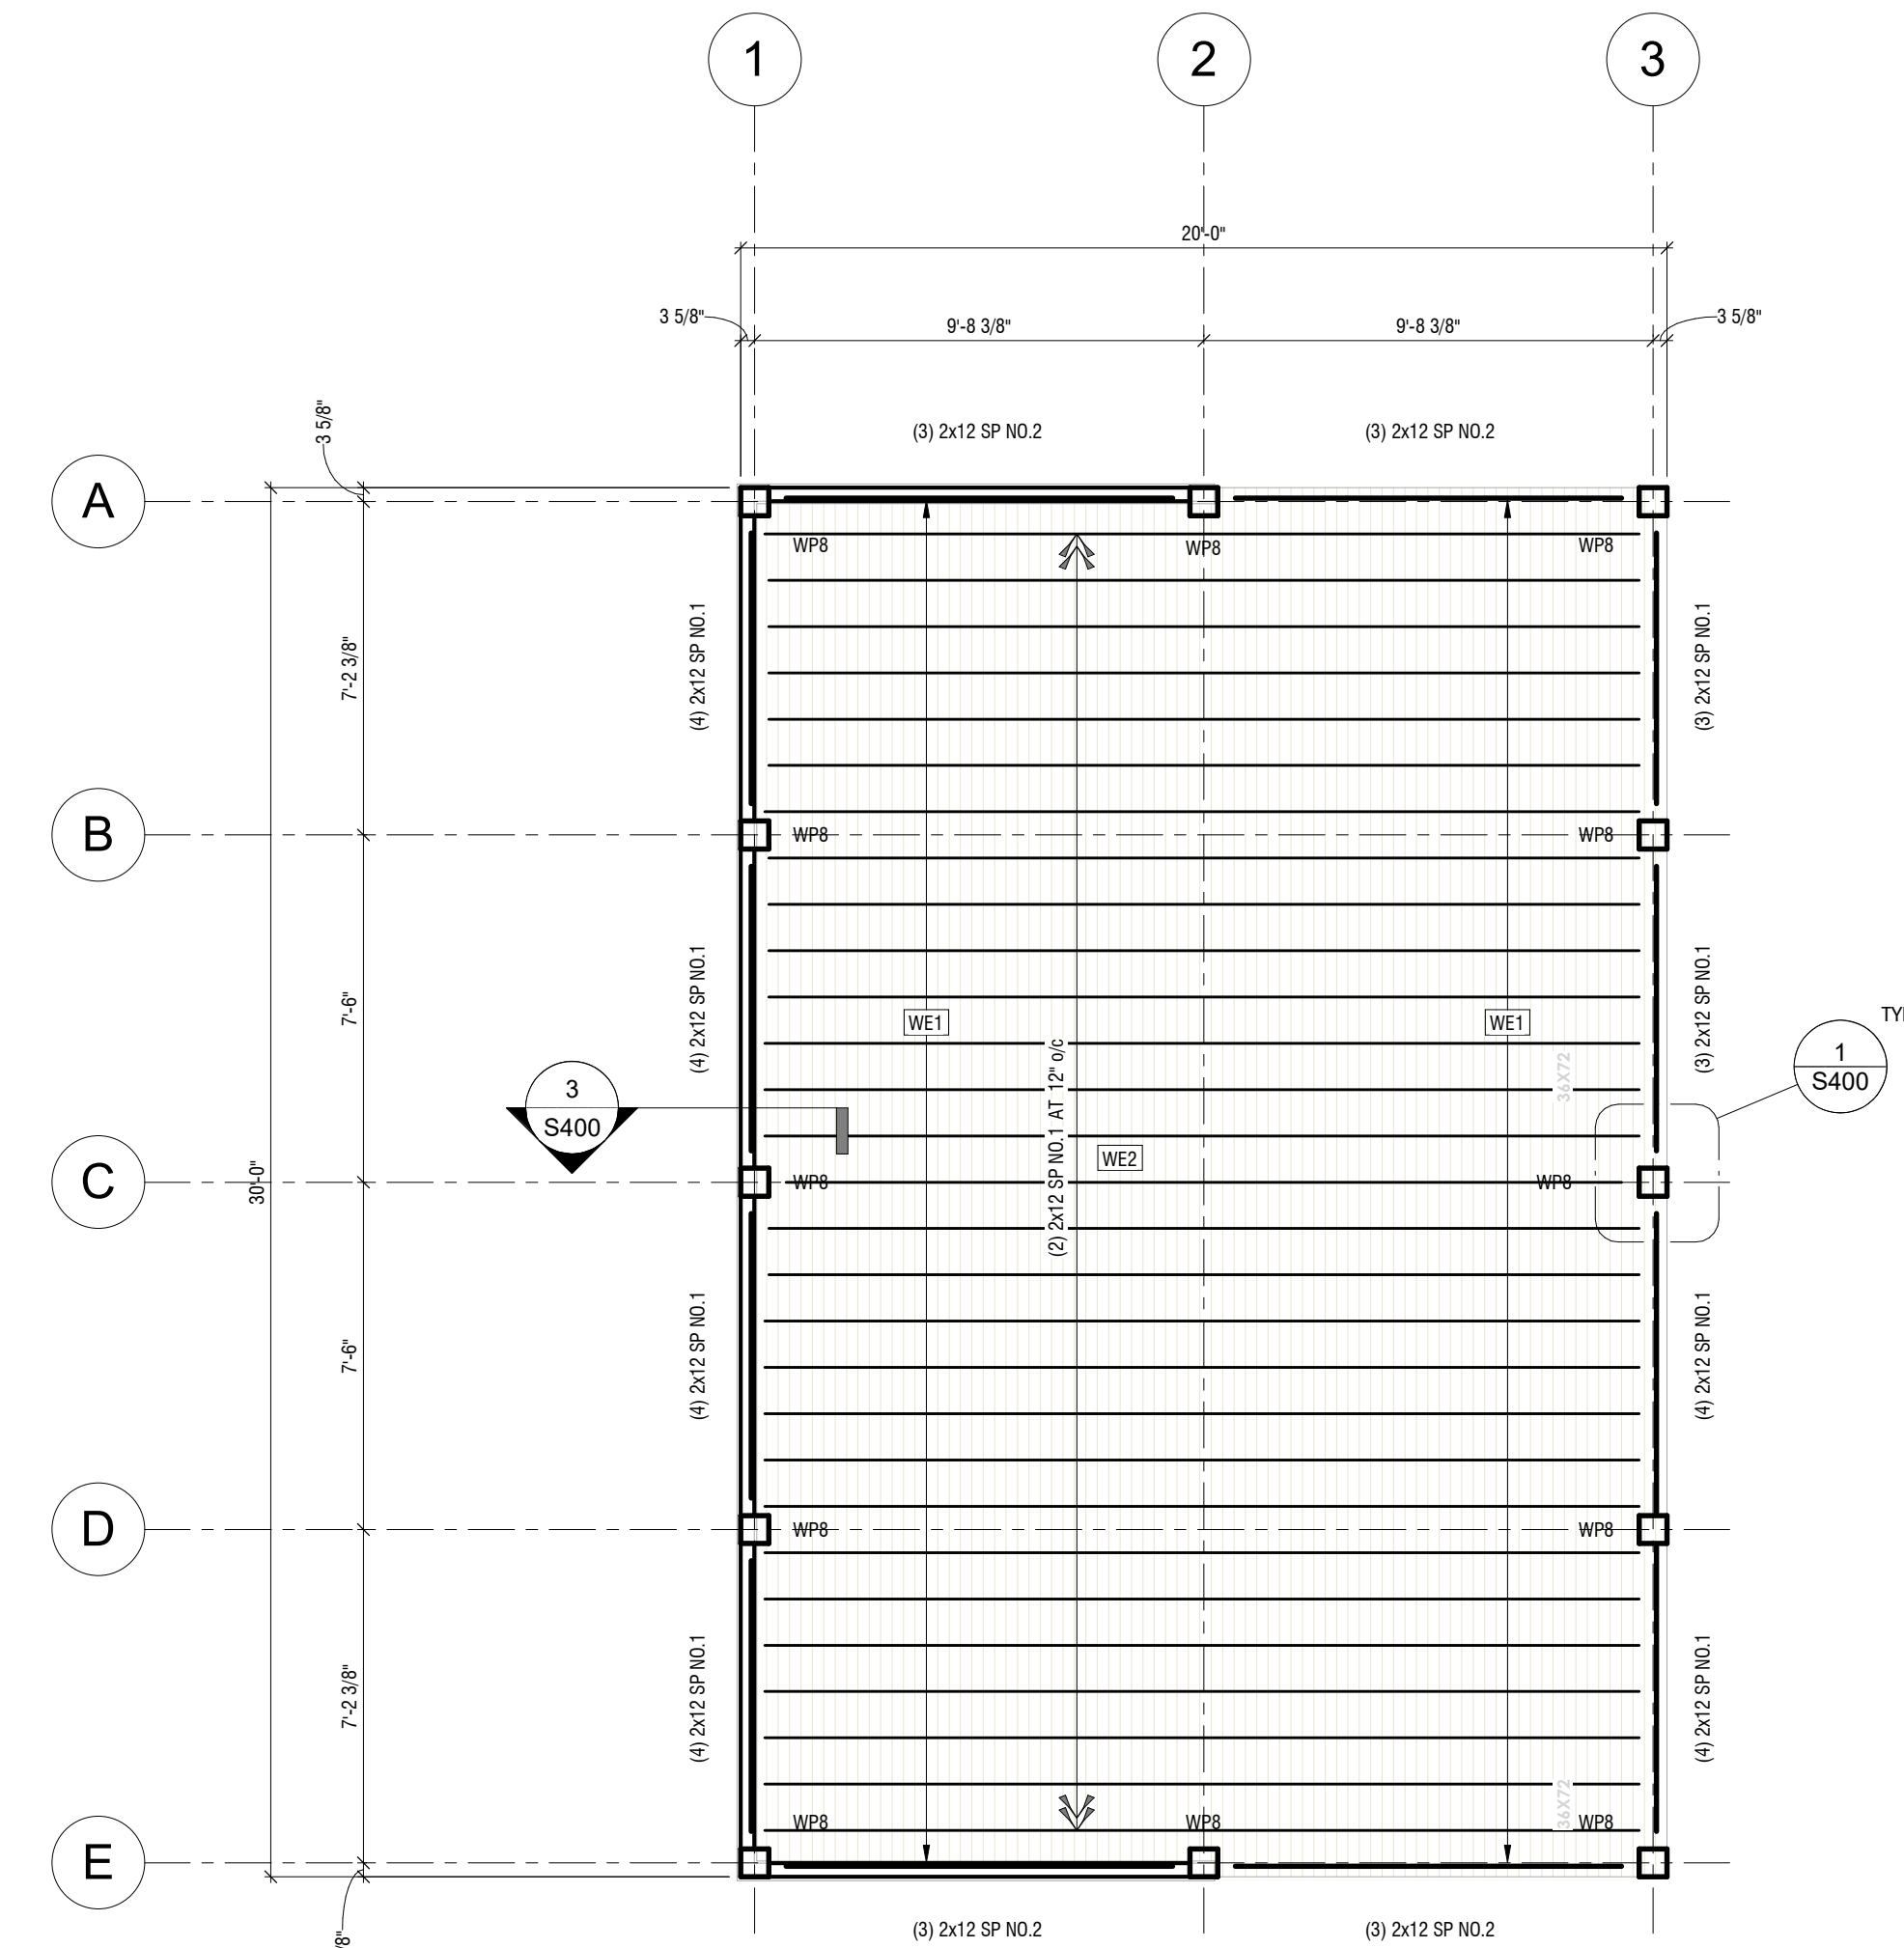 1
2
3
20'-0"
3 5/8"
9'-8 3/8"
9'-8 3/8"
3 5/8"
3 5/8"
(3) 2x12 SP NO.2
(3) 2x12 SP NO.2
A
WP8
WP8
WP8
7'-2 3/8"
(4) 2x12 SP NO.1
(3) 2x12 SP NO.1
B
WP8
WP8
7'-6"
(4) 2x12 SP NO.1
WE1
WE1
(3) 2x12 SP NO.1
36X72
1
S400
3
S400
(2) 2x12 SP NO.1 AT 12" o/c
WE2
C
30'-0"
WP8
WP8
7'-6"
(4) 2x12 SP NO.1
(4) 2x12 SP NO.1
D
WP8
WP8
7'-2 3/8"
(4) 2x12 SP NO.1
(4) 2x12 SP NO.1
36X72
WP8
WP8
WP8
E
(3) 2x12 SP NO.2
(3) 2x12 SP NO.2